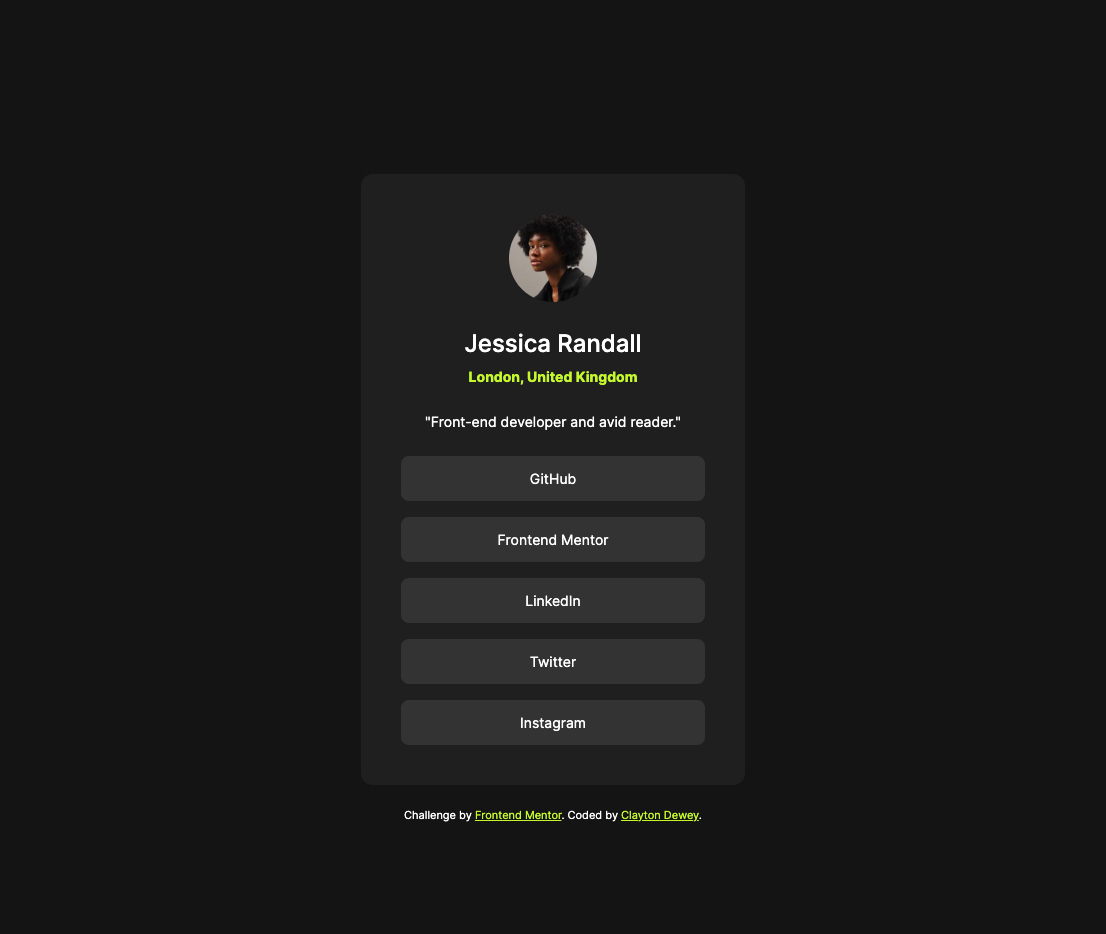 Jessica Randall
London, United Kingdom
"Front-end developer and avid reader."
GitHub
Frontend Mentor
LinkedIn
Twitter
Instagram
Challenge by Frontend Mentor. Coded by Clayton Dewey.